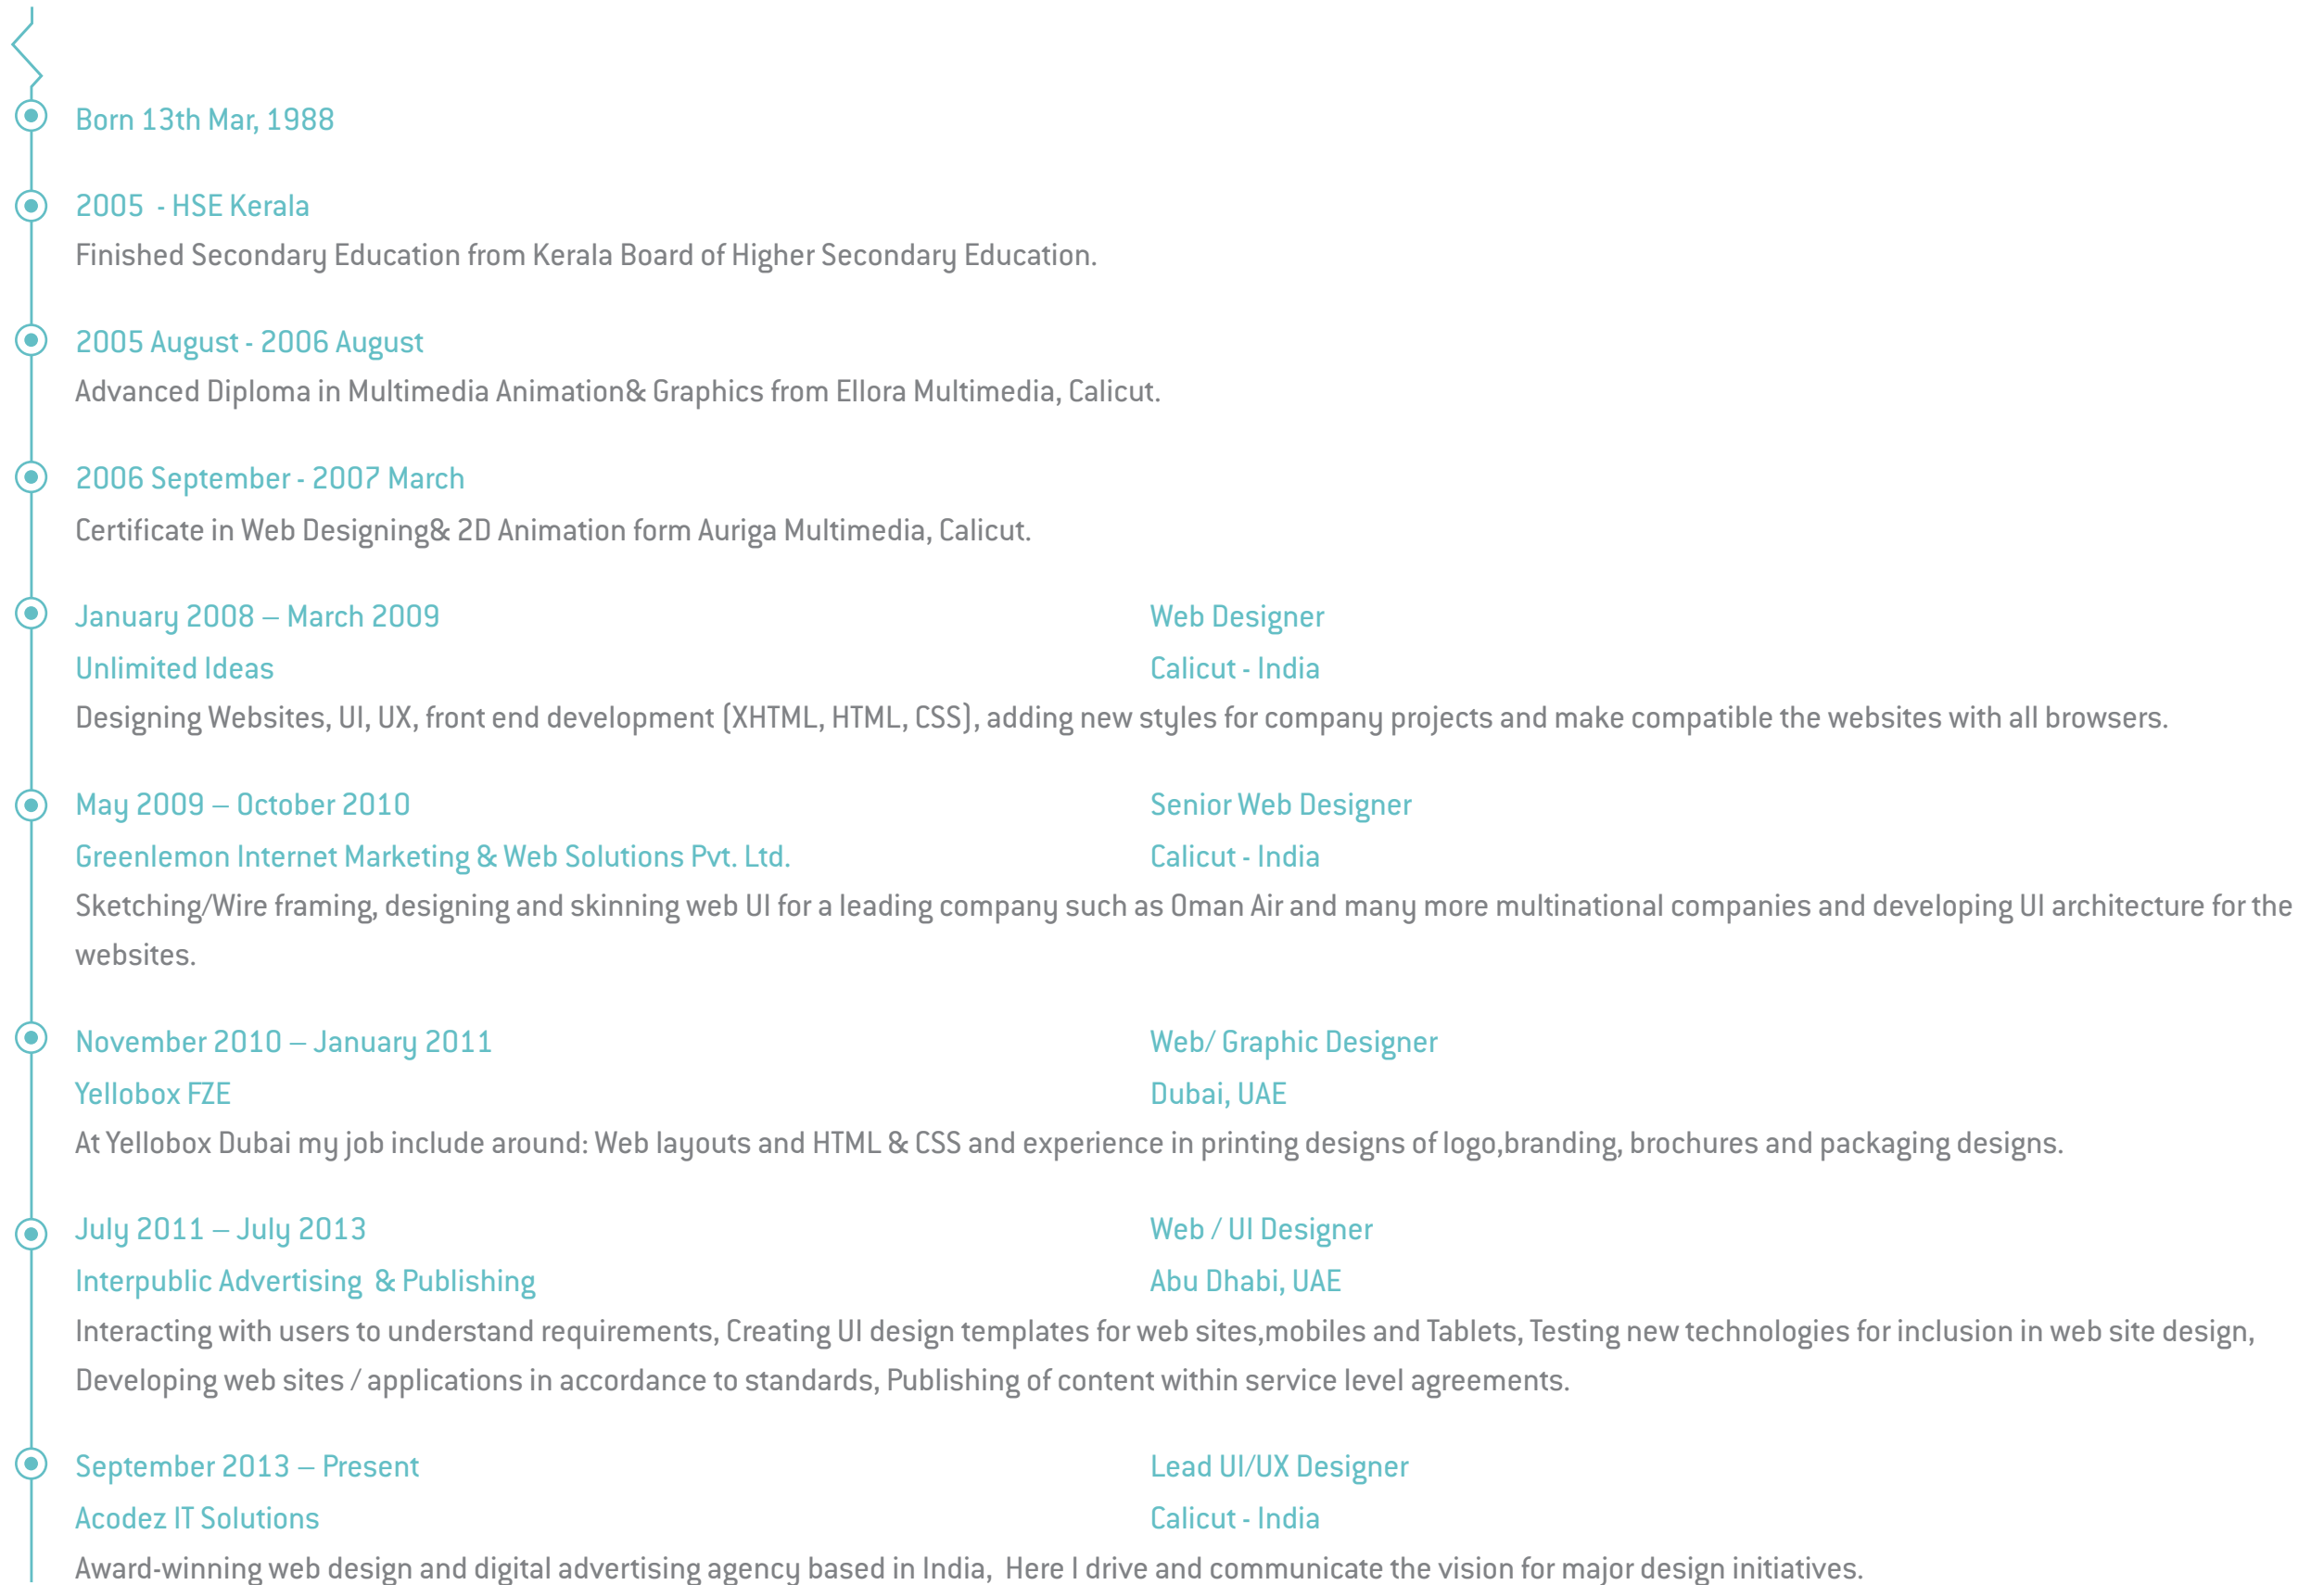 Born 13th Mar, 1988
2005  - HSE Kerala
Finished Secondary Education from Kerala Board of Higher Secondary Education.
2005 August - 2006 August
Advanced Diploma in Multimedia Animation& Graphics from Ellora Multimedia, Calicut.
2006 September - 2007 March
Certificate in Web Designing& 2D Animation form Auriga Multimedia, Calicut.
January 2008 – March 2009 Web Designer
Unlimited Ideas Calicut - India
Designing Websites, UI, UX, front end development (XHTML, HTML, CSS), adding new styles for company projects and make compatible the websites with all browsers.
May 2009 – October 2010 Senior Web Designer
Greenlemon Internet Marketing & Web Solutions Pvt. Ltd. Calicut - India
Sketching/Wire framing, designing and skinning web UI for a leading company such as Oman Air and many more multinational companies and developing UI architecture for the
websites.
November 2010 – January 2011 Web/ Graphic Designer
Yellobox FZE Dubai, UAE
At Yellobox Dubai my job include around: Web layouts and HTML & CSS and experience in printing designs of logo,branding, brochures and packaging designs.
July 2011 – July 2013 Web / UI Designer
Interpublic Advertising  & Publishing Abu Dhabi, UAE
Interacting with users to understand requirements, Creating UI design templates for web sites,mobiles and Tablets, Testing new technologies for inclusion in web site design,
Developing web sites / applications in accordance to standards, Publishing of content within service level agreements.
September 2013 – Present Lead UI/UX Designer
Acodez IT Solutions Calicut - India
Award-winning web design and digital advertising agency based in India,  Here I drive and communicate the vision for major design initiatives.